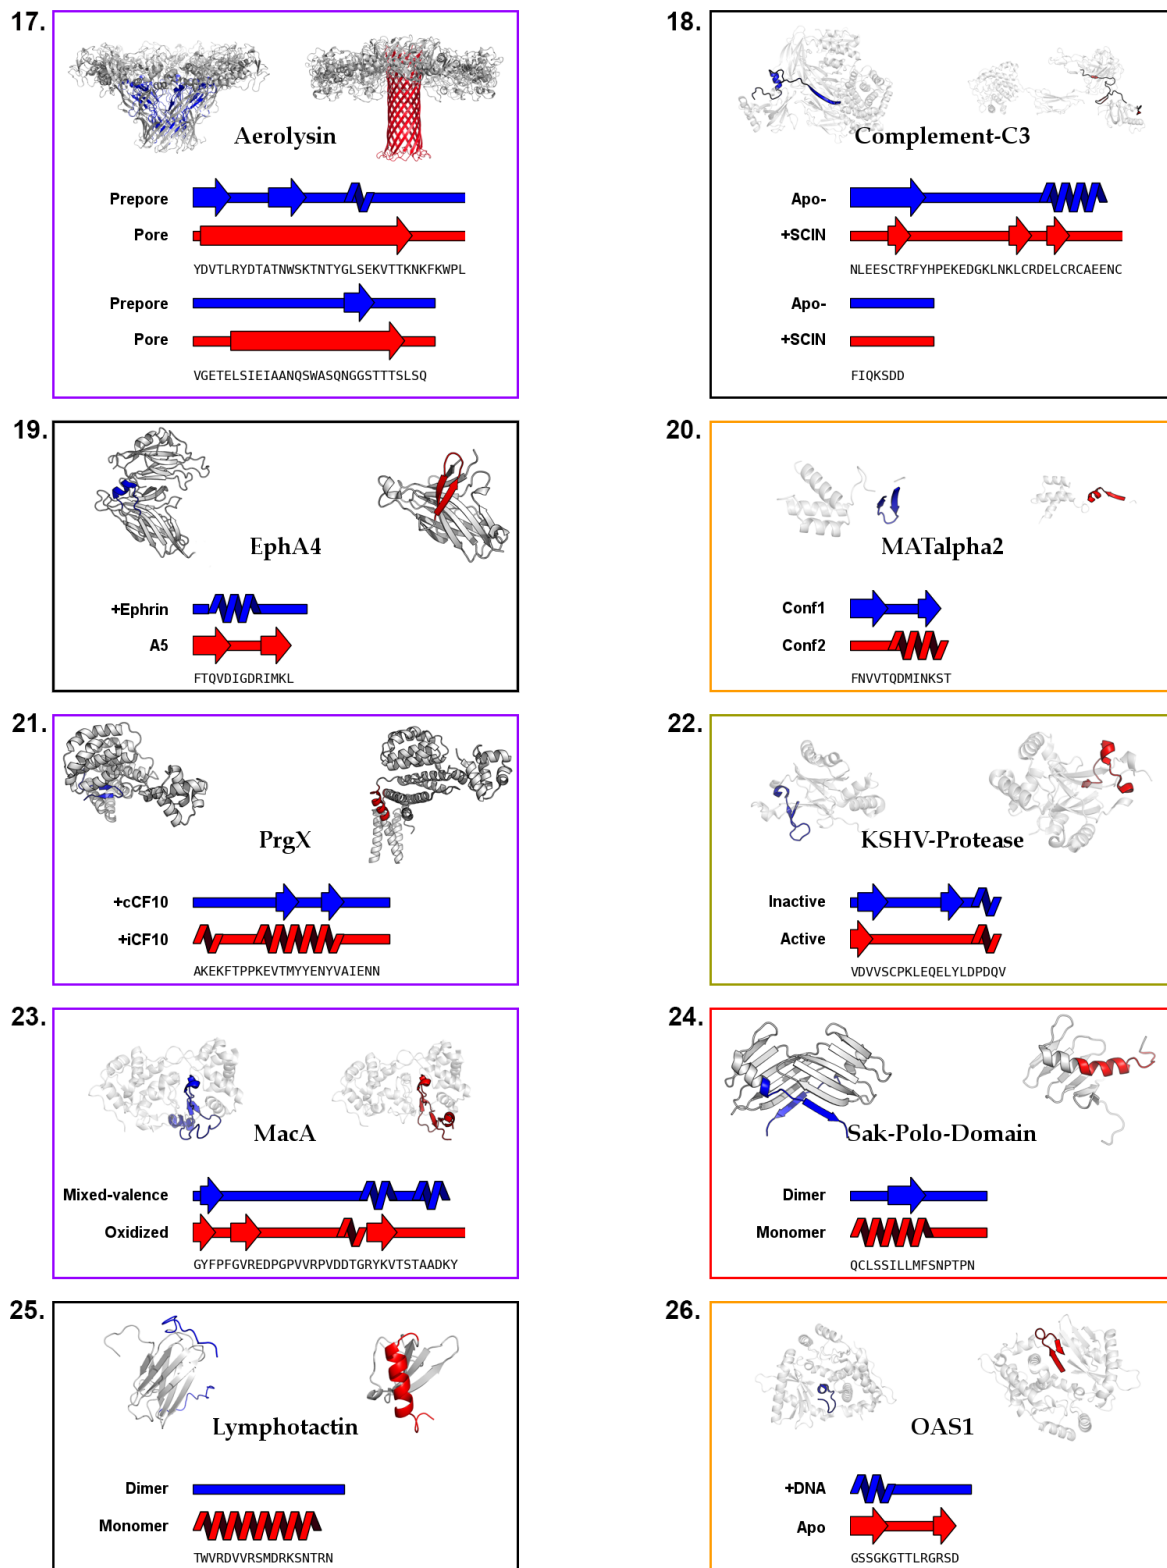 17.
Aerolysin
Prepore
Pore
YDVTLRYDTATNWSKTNTYGLSEKVTTKNKFKWPL
Prepore
Pore
VGETELSIEIAANQSWASQNGGSTTTSLSQ
18.
Complement-C3
Apo-
+SCIN
NLEESCTRFYHPEKEDGKLNKLCRDELCRCAEENC
Apo-
+SCIN
FIQKSDD
19.
EphA4
+Ephrin
A5
FTQVDIGDRIMKL
20.
MATalpha2
Conf1
Conf2
FNVVTQDMINKST
21.
PrgX
+cCF10
+iCF10
AKEKFTPPKEVTMYYENYVAIENN
22.
KSHV-Protease
Inactive
Active
VDVVSCPKLEQELYLDPDQV
23.
MacA
Mixed-valence
Oxidized
GYFPFGVREDPGPVVRPVDDTGRYKVTSTAADKY
24.
Sak-Polo-Domain
Dimer
Monomer
QCLSSILLMFSNPTPN
25.
Lymphotactin
Dimer
Monomer
TWVRDVVRSMDRKSNTRN
26.
OAS1
+DNA
Apo
GSSGKGTTLRGRSD